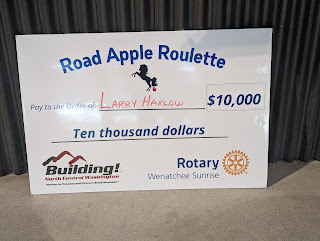 Road Apple Roulette
Pay to the Order of: LARRY HARLOW $10,000
Ten thousand dollars
Building!
North Central Washington
Rotary
Wenatchee Sunrise